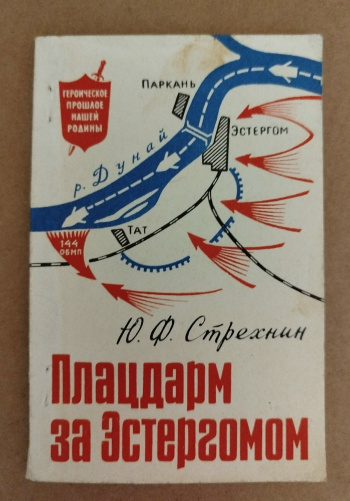 ГЕРОИЧЕСКОЕ
ПРОШЛОЕ
НАШЕЙ
РОДИНЫ
ПАРКАНЬ
ЭСТЕРГОМ
р. Дунай
ТАТ
144
ОБМП
Ю. Ф. Стрехнин
Плацдарм
за Эстергомом